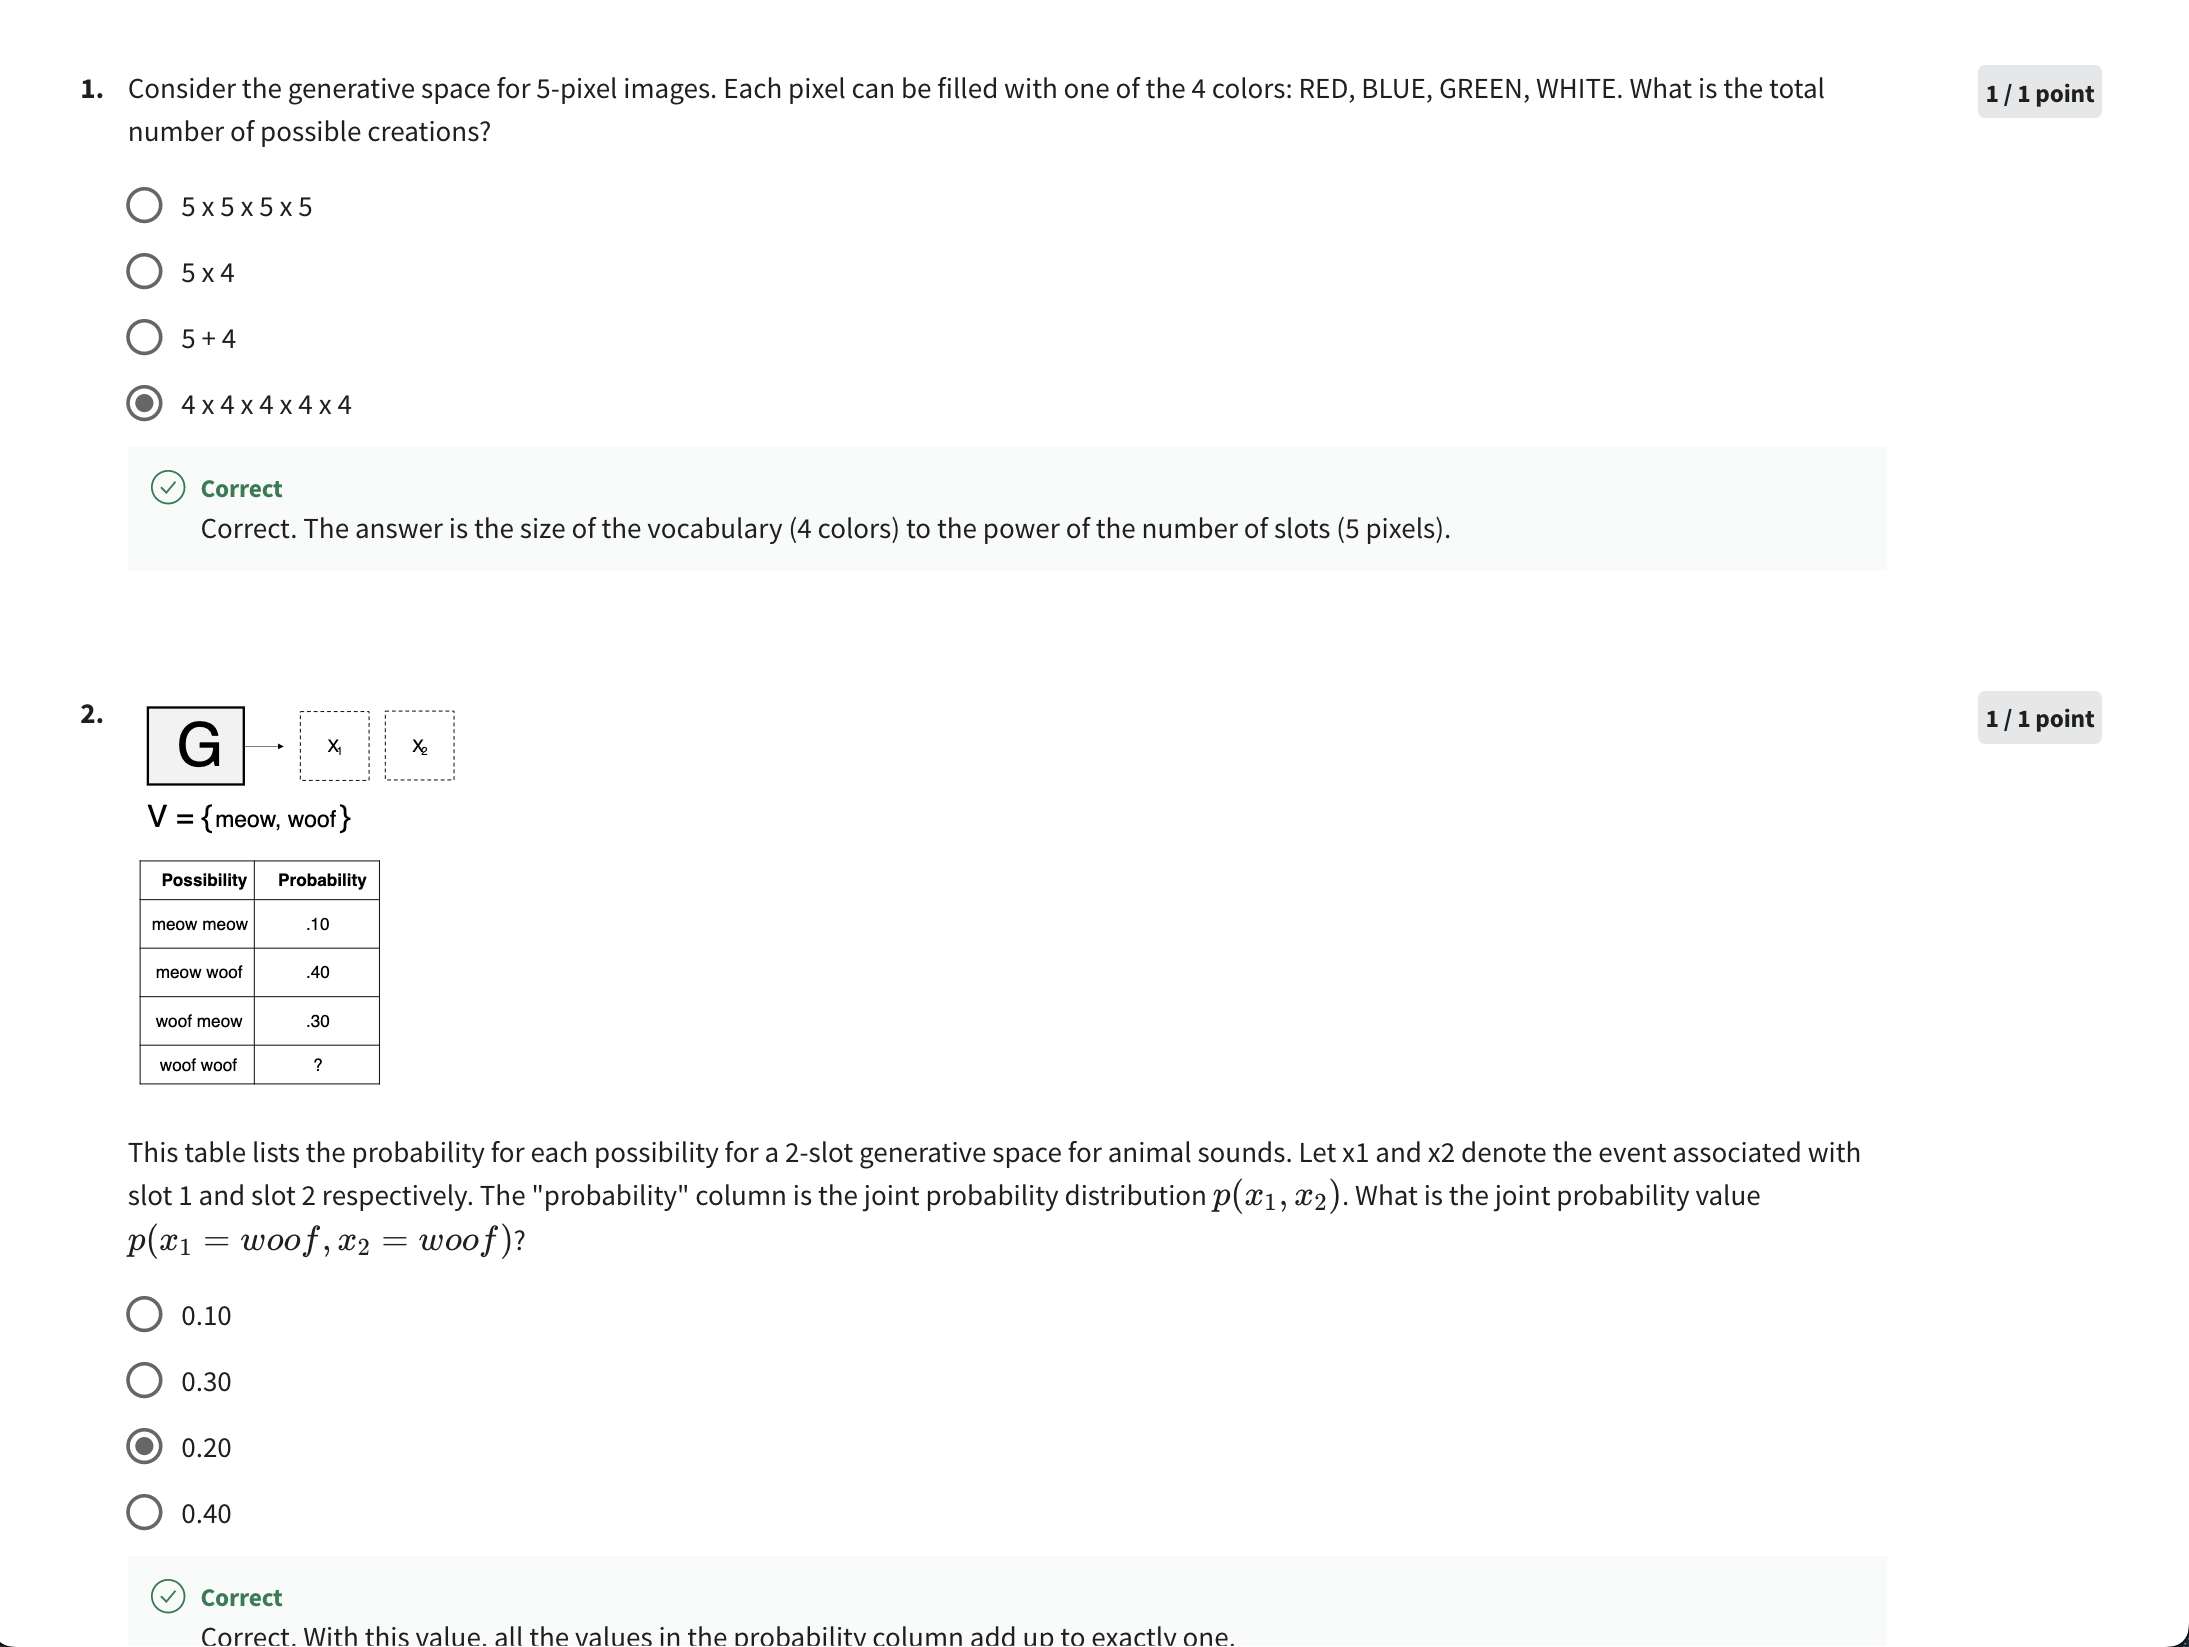 1. Consider the generative space for 5-pixel images. Each pixel can be filled with one of the 4 colors: RED, BLUE, GREEN, WHITE. What is the total
number of possible creations?
1 / 1 point
5 x 5 x 5 x 5
5 x 4
5 + 4
4 x 4 x 4 x 4 x 4
Correct
Correct. The answer is the size of the vocabulary (4 colors) to the power of the number of slots (5 pixels).
2.
1 / 1 point
G x₁ x₂
V = {meow, woof}
Possibility Probability
meow meow .10
meow woof .40
woof meow .30
woof woof ?
This table lists the probability for each possibility for a 2-slot generative space for animal sounds. Let x1 and x2 denote the event associated with
slot 1 and slot 2 respectively. The "probability" column is the joint probability distribution p(x₁, x₂). What is the joint probability value
p(x₁ = woof, x₂ = woof)?
0.10
0.30
0.20
0.40
Correct
Correct. With this value, all the values in the probability column add up to exactly one.